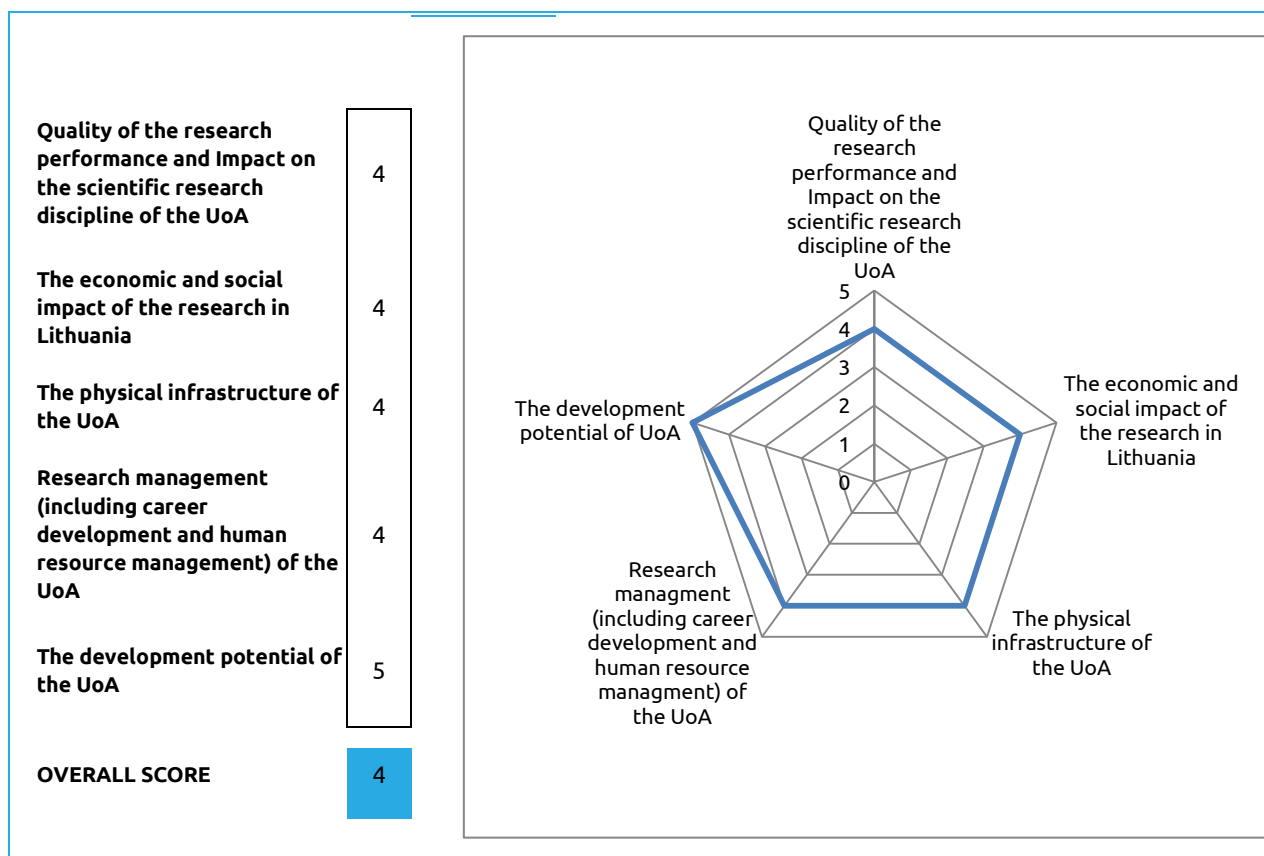 Quality of the research
performance and Impact on
the scientific research
discipline of the UoA
4
The economic and social
impact of the research in
Lithuania
4
The physical infrastructure of
the UoA
4
Research management
(including career
development and human
resource management) of the
UoA
4
The development potential of
the UoA
5
OVERALL SCORE
4
Quality of the
research
performance and
Impact on the
scientific research
discipline of the
UoA
5
4
3
2
1
0
The economic and
social impact of
the research in
Lithuania
The physical
infrastructure of
the UoA
Research
managment
(including career
development and
human resource
managment) of
the UoA
The development
potential of UoA